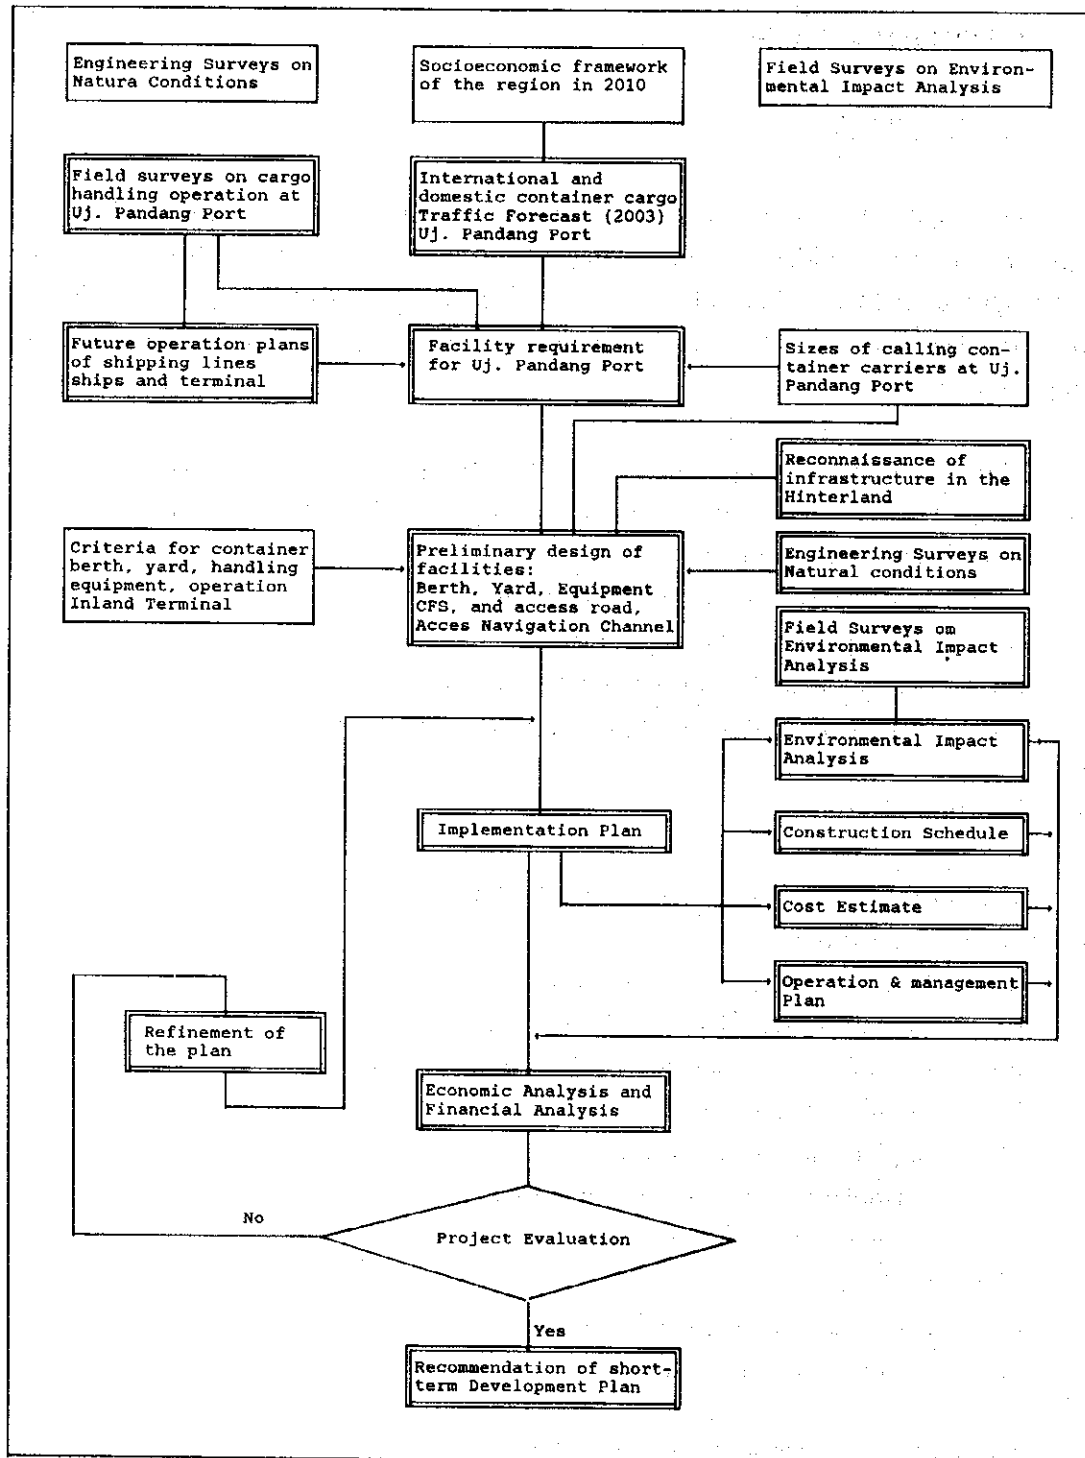 Engineering Surveys on
Natura Conditions
Socioeconomic framework
of the region in 2010
Field Surveys on Environ-
mental Impact Analysis
Field surveys on cargo
handling operation at
Uj. Pandang Port
International and
domestic container cargo
Traffic Forecast (2003)
Uj. Pandang Port
Future operation plans
of shipping lines
ships and terminal
Facility requirement
for Uj. Pandang Port
Sizes of calling con-
tainer carriers at Uj.
Pandang Port
Reconnaissance of
infrastructure in the
Hinterland
Criteria for container
berth, yard, handling
equipment, operation
Inland Terminal
Preliminary design of
facilities:
Berth, Yard, Equipment
CFS, and access road,
Acces Navigation Channel
Engineering Surveys on
Natural conditions
Field Surveys om
Environmental Impact
Analysis
Environmental Impact
Analysis
Implementation Plan
Construction Schedule
Cost Estimate
Operation & management
Plan
Refinement of
the plan
Economic Analysis and
Financial Analysis
No
Project Evaluation
Yes
Recommendation of short-
term Development Plan